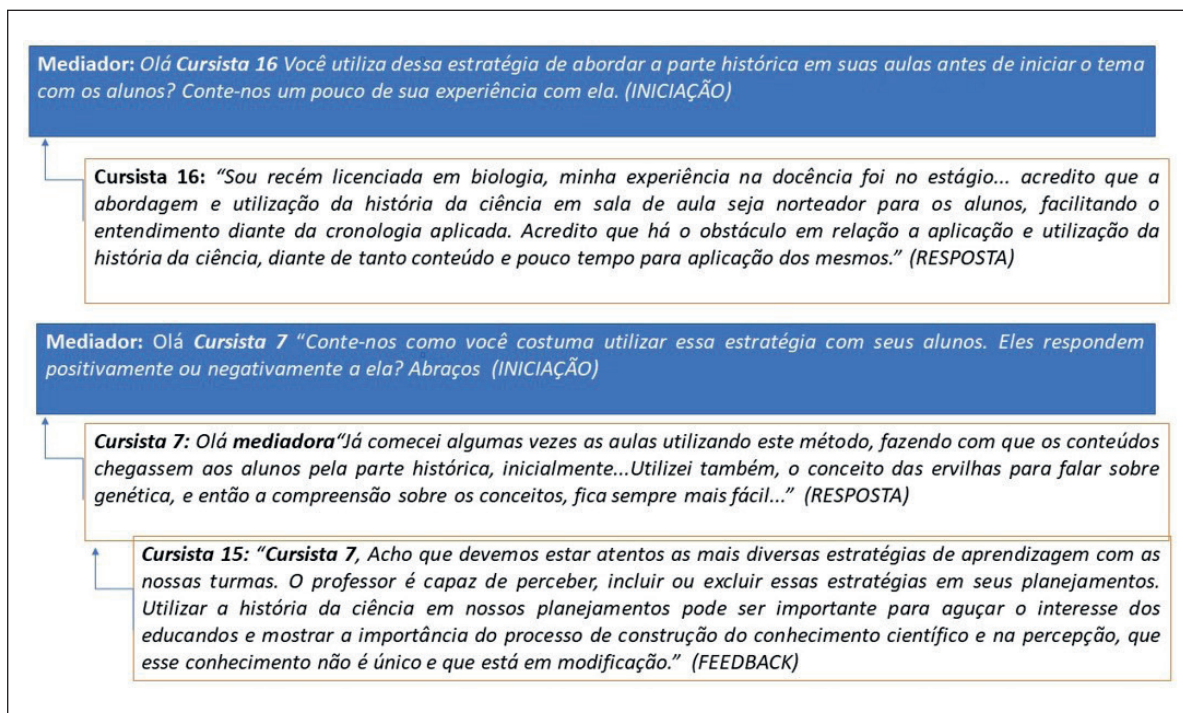 Mediador: Olá Cursista 16 Você utiliza dessa estratégia de abordar a parte histórica em suas aulas antes de iniciar o tema
com os alunos? Conte-nos um pouco de sua experiência com ela. (INICIAÇÃO)
Cursista 16: “Sou recém licenciada em biologia, minha experiência na docência foi no estágio... acredito que a
abordagem e utilização da história da ciência em sala de aula seja norteador para os alunos, facilitando o
entendimento diante da cronologia aplicada. Acredito que há o obstáculo em relação a aplicação e utilização da
história da ciência, diante de tanto conteúdo e pouco tempo para aplicação dos mesmos.” (RESPOSTA)
Mediador: Olá Cursista 7 “Conte-nos como você costuma utilizar essa estratégia com seus alunos. Eles respondem
positivamente ou negativamente a ela? Abraços (INICIAÇÃO)
Cursista 7: Olá mediadora“Já comecei algumas vezes as aulas utilizando este método, fazendo com que os conteúdos
chegassem aos alunos pela parte histórica, inicialmente...Utilizei também, o conceito das ervilhas para falar sobre
genética, e então a compreensão sobre os conceitos, fica sempre mais fácil...” (RESPOSTA)
Cursista 15: “Cursista 7, Acho que devemos estar atentos as mais diversas estratégias de aprendizagem com as
nossas turmas. O professor é capaz de perceber, incluir ou excluir essas estratégias em seus planejamentos.
Utilizar a história da ciência em nossos planejamentos pode ser importante para aguçar o interesse dos
educandos e mostrar a importância do processo de construção do conhecimento científico e na percepção, que
esse conhecimento não é único e que está em modificação.” (FEEDBACK)